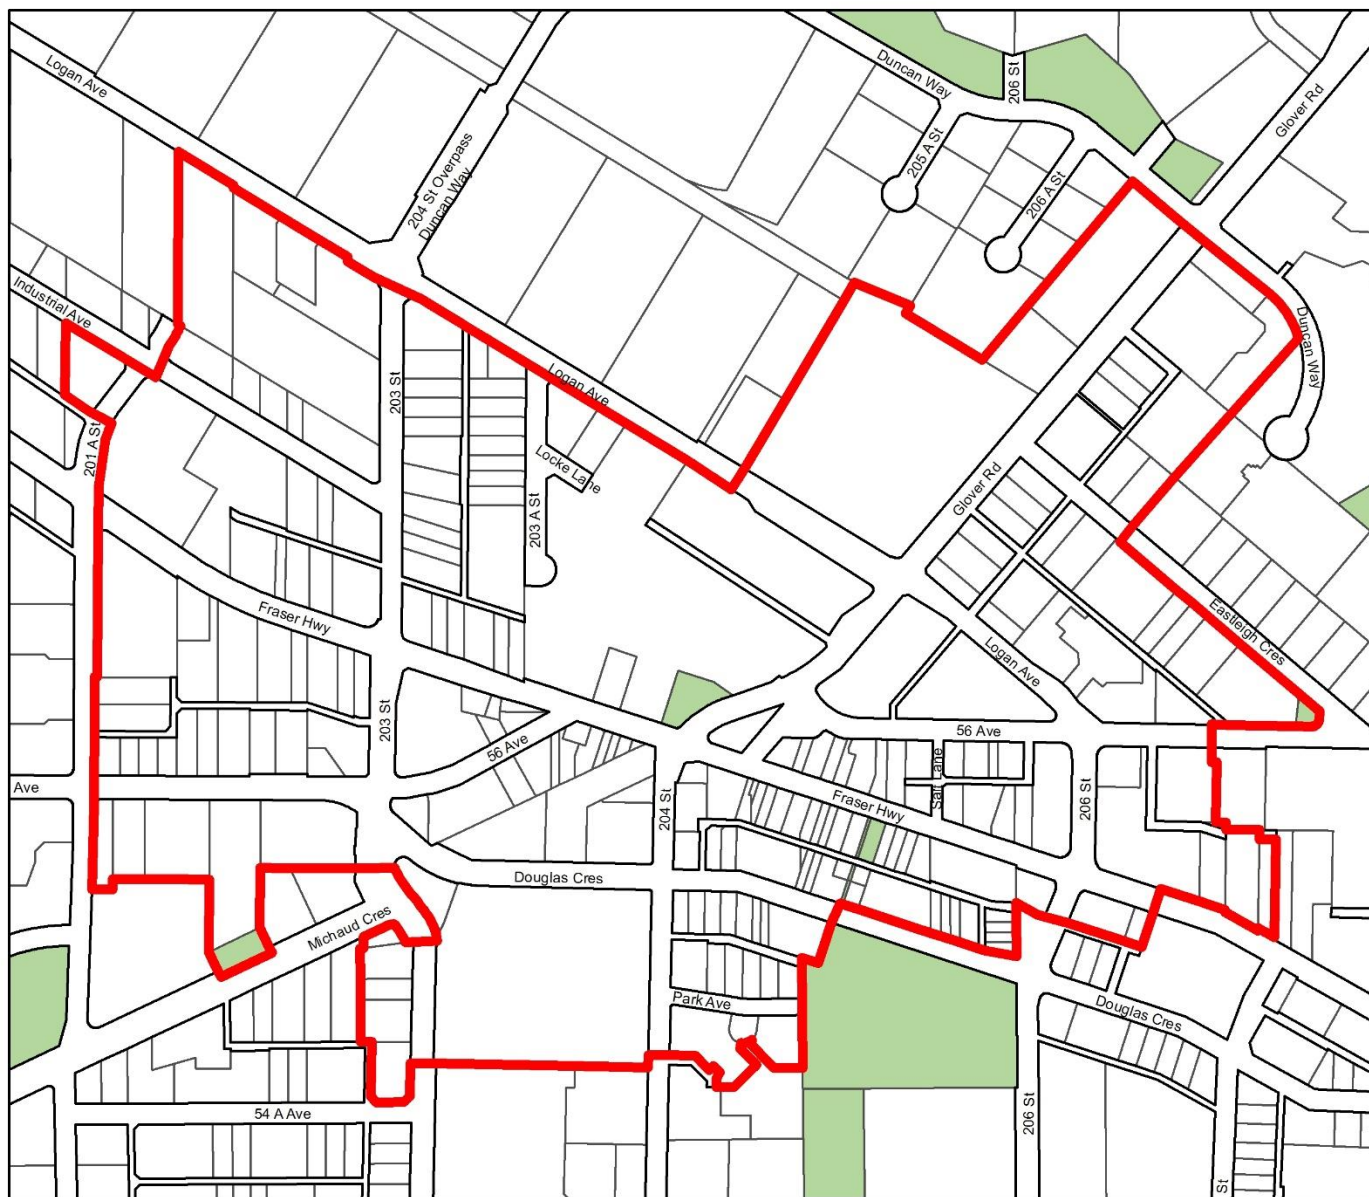 Logan Ave
Duncan Way
206 St
Glover Rd
204 St Overpass
Duncan Way
205 A St
206 A St
Industrial Ave
Duncan Way
203 St
Logan Ave
201 A St
Locke Lane
Glover Rd
203 A St
Fraser Hwy
Eastleigh Cres
Logan Ave
203 St
56 Ave
56 Ave
Salt Lane
Ave
204 St
Fraser Hwy
206 St
Douglas Cres
Michaud Cres
Park Ave
Douglas Cres
54 A Ave
206 St
St